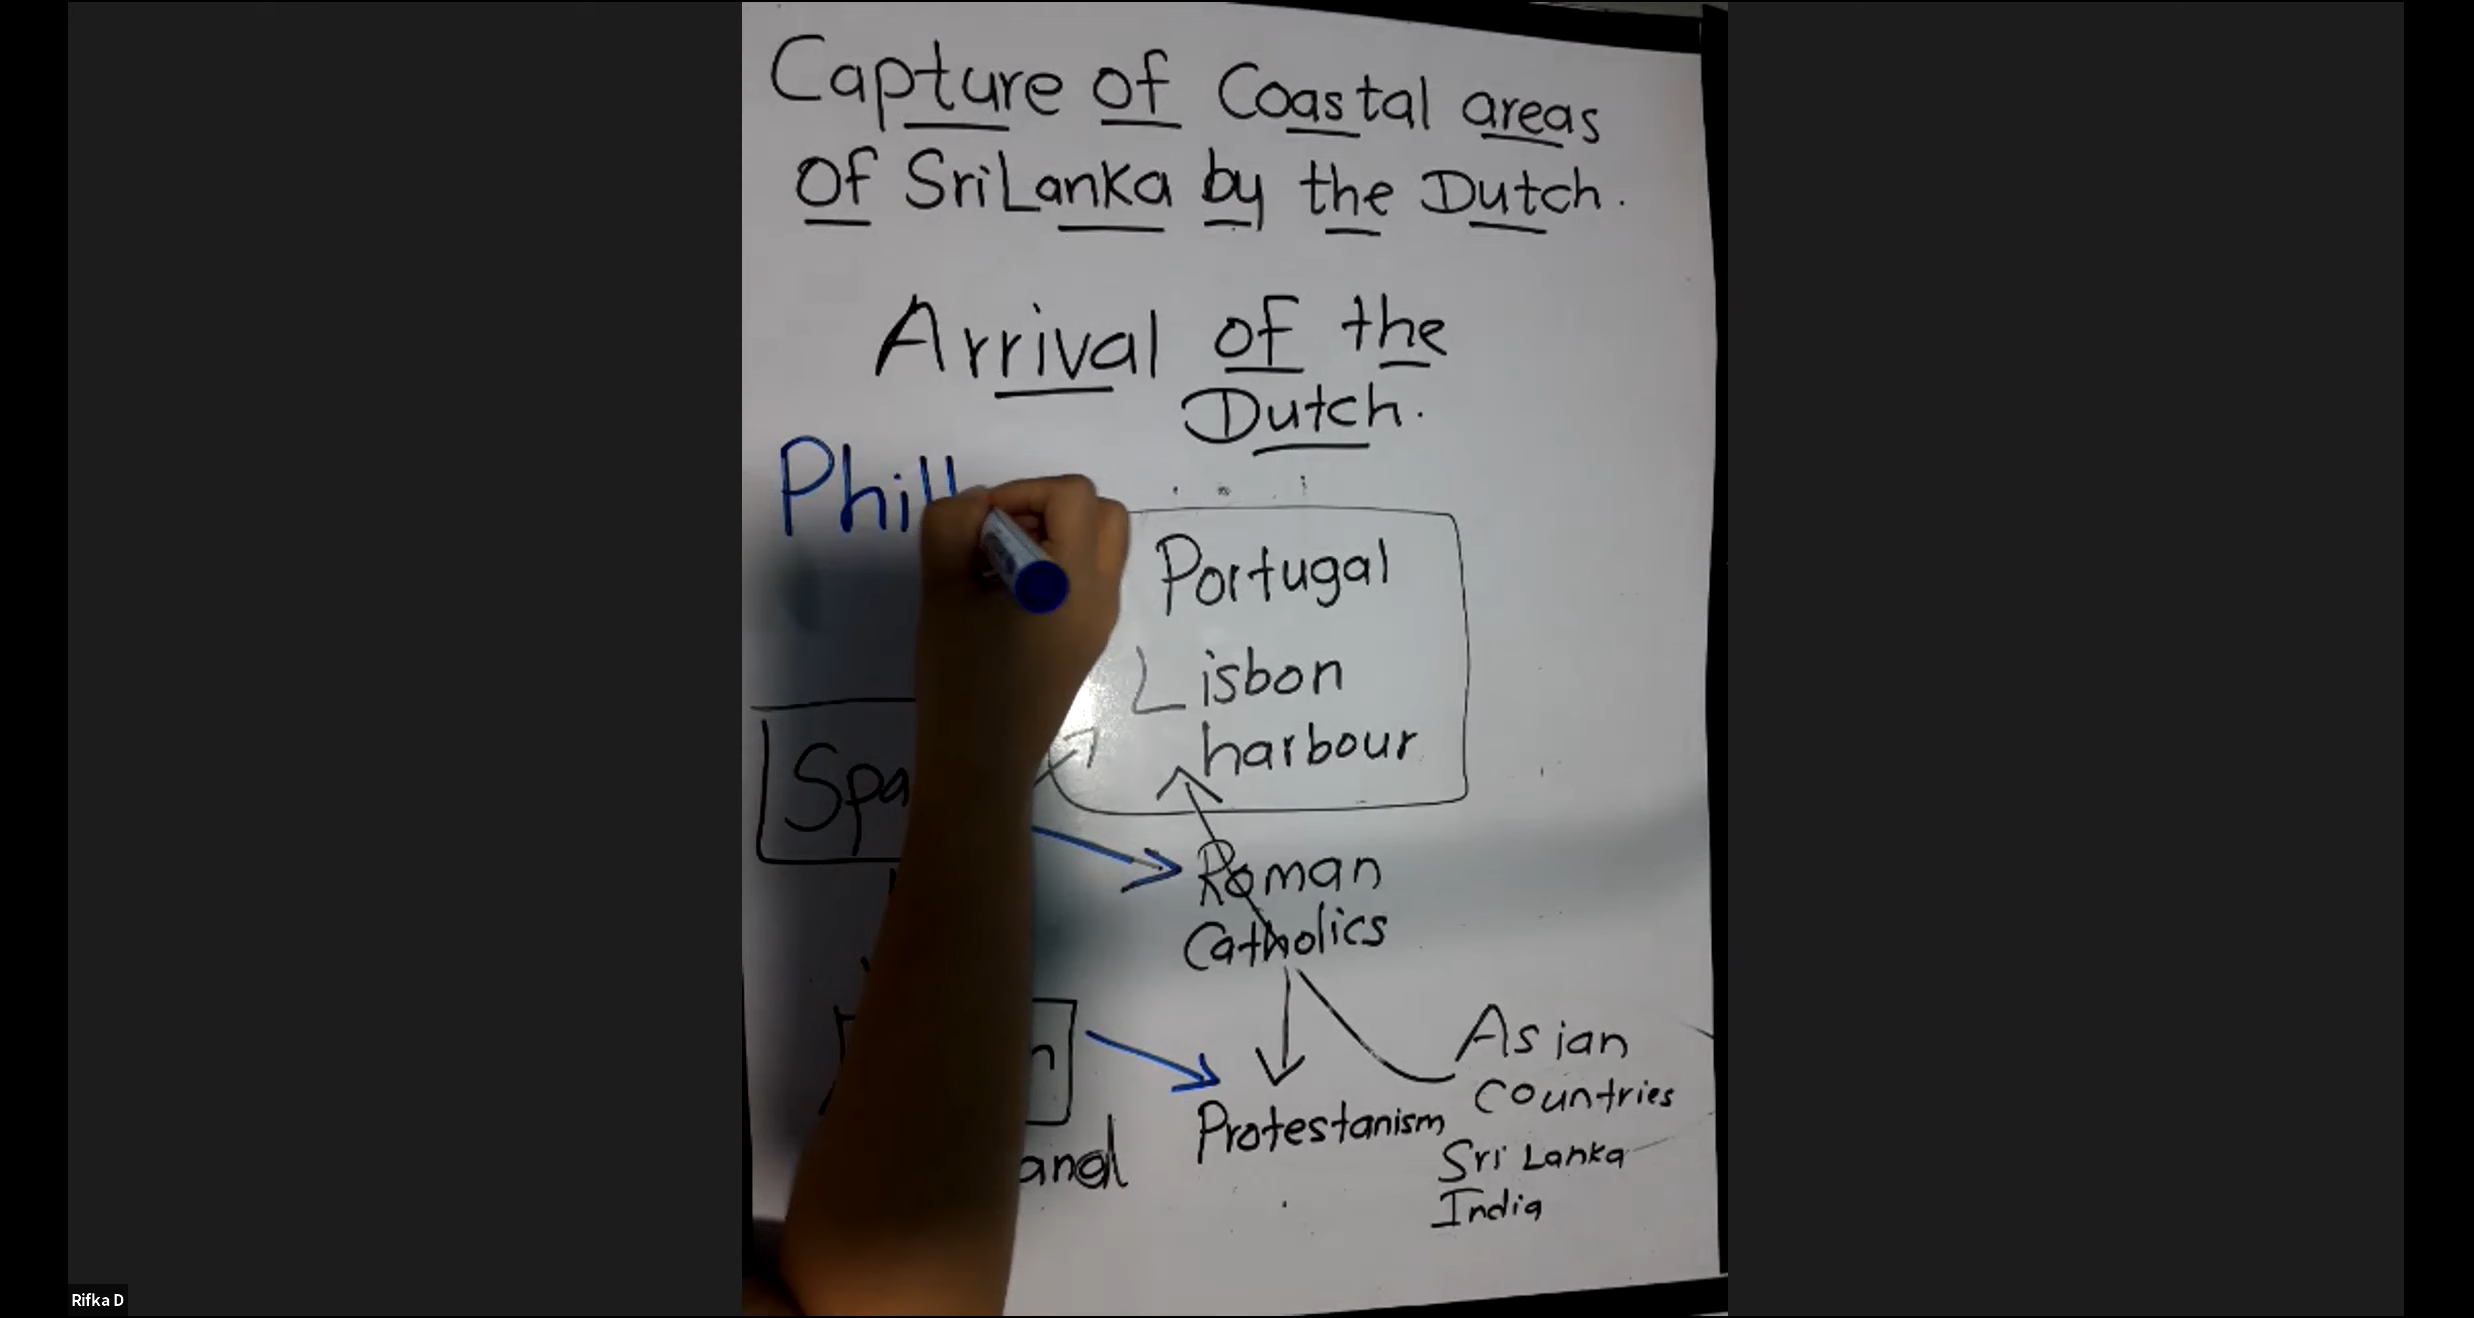 Capture of Coastal areas
Of SriLanka by the Dutch.
Arrival of the
Dutch.
Portugal
Lisbon
harbour
Roman
Catholics
Asian
Countries
Protestanism
Sri Lanka
India
Rifka D